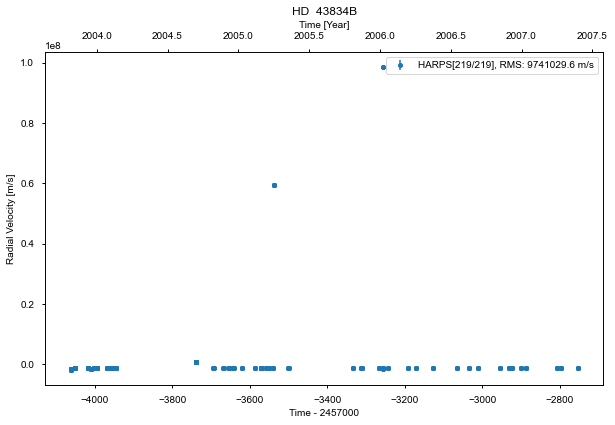 HD  43834B
Time [Year]
2004.0 2004.5 2005.0 2005.5 2006.0 2006.5 2007.0 2007.5
1e8
HARPS[219/219], RMS: 9741029.6 m/s
1.0
0.8
0.6
0.4
0.2
0.0
Radial Velocity [m/s]
−4000 −3800 −3600 −3400 −3200 −3000 −2800
Time - 2457000